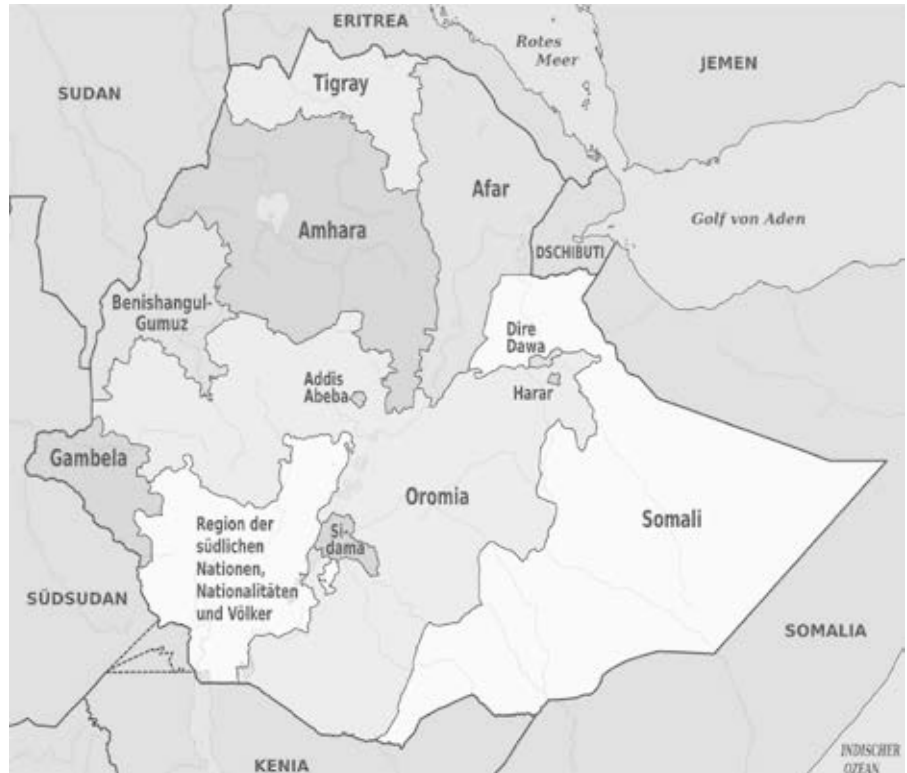 ERITREA
Rotes
Meer
JEMEN
SUDAN
Tigray
Afar
Golf von Aden
Amhara
DSCHIBUTI
Benishangul-
Gumuz
Dire
Dawa
Addis
Abeba
Harar
Gambela
Oromia
Somali
Region der
südlichen
Nationen,
Nationalitäten
und Völker
Si-
dama
SÜDSUDAN
SOMALIA
KENIA
INDISCHER
OZEAN